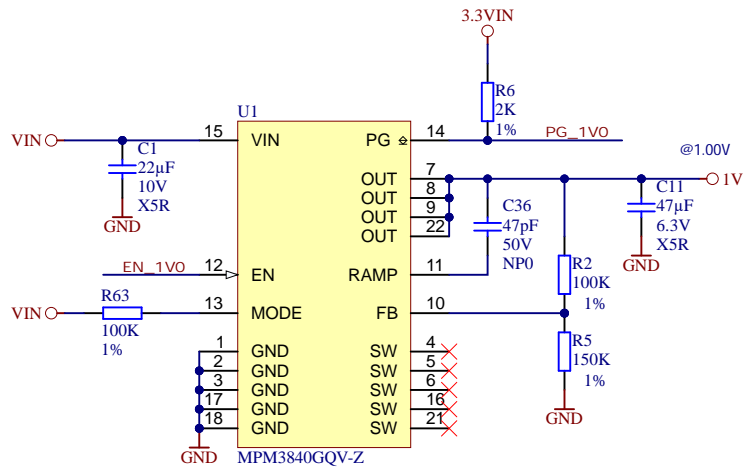 3.3VIN
R6
2K
1%
U1
VIN
15
VIN
PG
14
PG_1V0
C1
22µF
10V
X5R
GND
@1.00V
OUT
7
1V
OUT
8
OUT
9
OUT
22
C36
47pF
50V
NP0
C11
47µF
6.3V
X5R
GND
EN_1V0
12
EN
RAMP
11
R2
100K
1%
R63
VIN
100K
1%
13
MODE
FB
10
R5
150K
1%
GND
1
GND
SW
4
2
GND
SW
5
3
GND
SW
6
17
GND
SW
16
18
GND
SW
21
GND
MPM3840GQV-Z